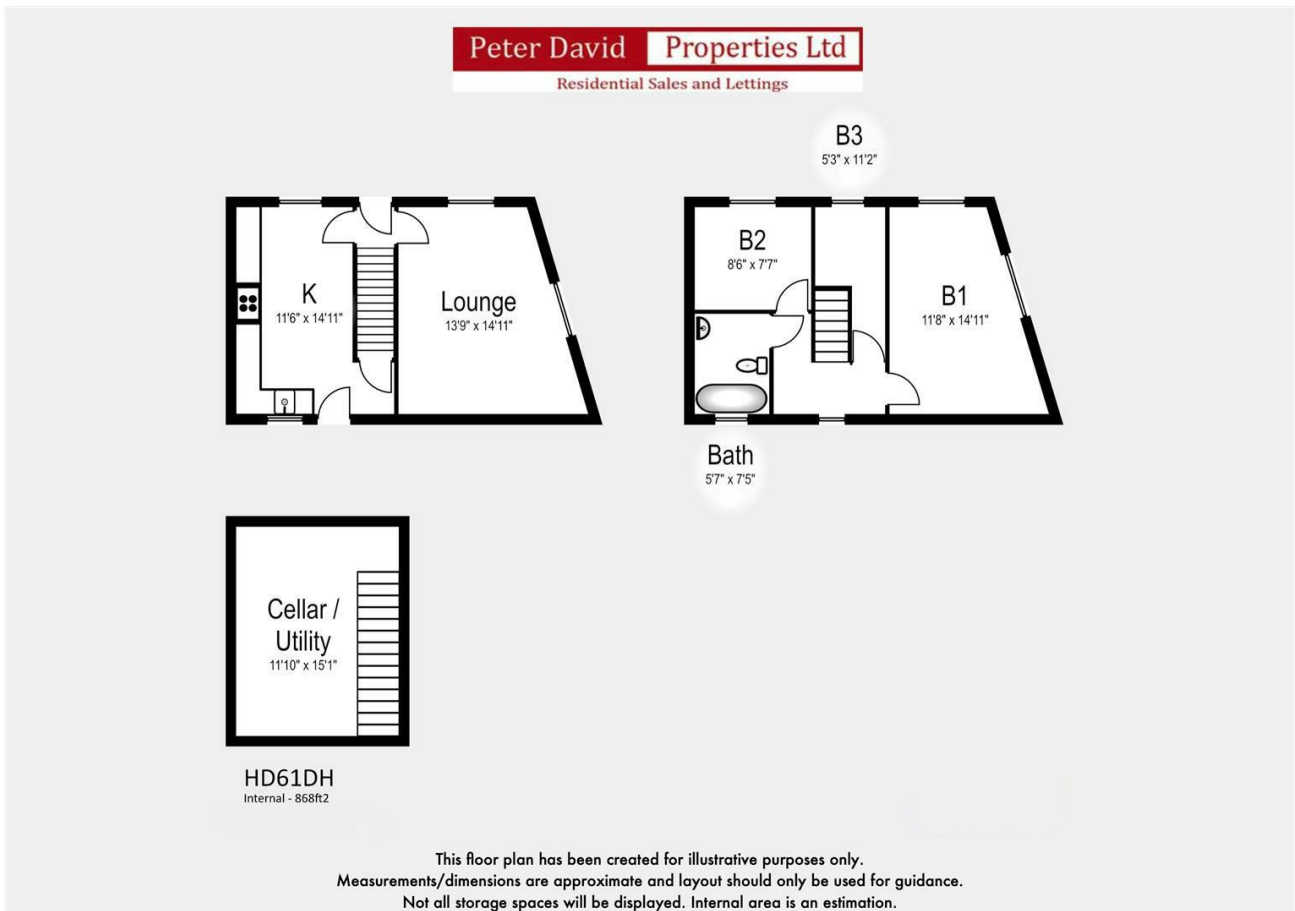 Peter David Properties Ltd
Residential Sales and Lettings
B3
5'3" x 11'2"
K
11'6" x 14'11"
Lounge
13'9" x 14'11"
B2
8'6" x 7'7"
B1
11'8" x 14'11"
Bath
5'7" x 7'5"
Cellar /
Utility
11'10" x 15'1"
HD61DH
Internal - 868ft2
This floor plan has been created for illustrative purposes only.
Measurements/dimensions are approximate and layout should only be used for guidance.
Not all storage spaces will be displayed. Internal area is an estimation.